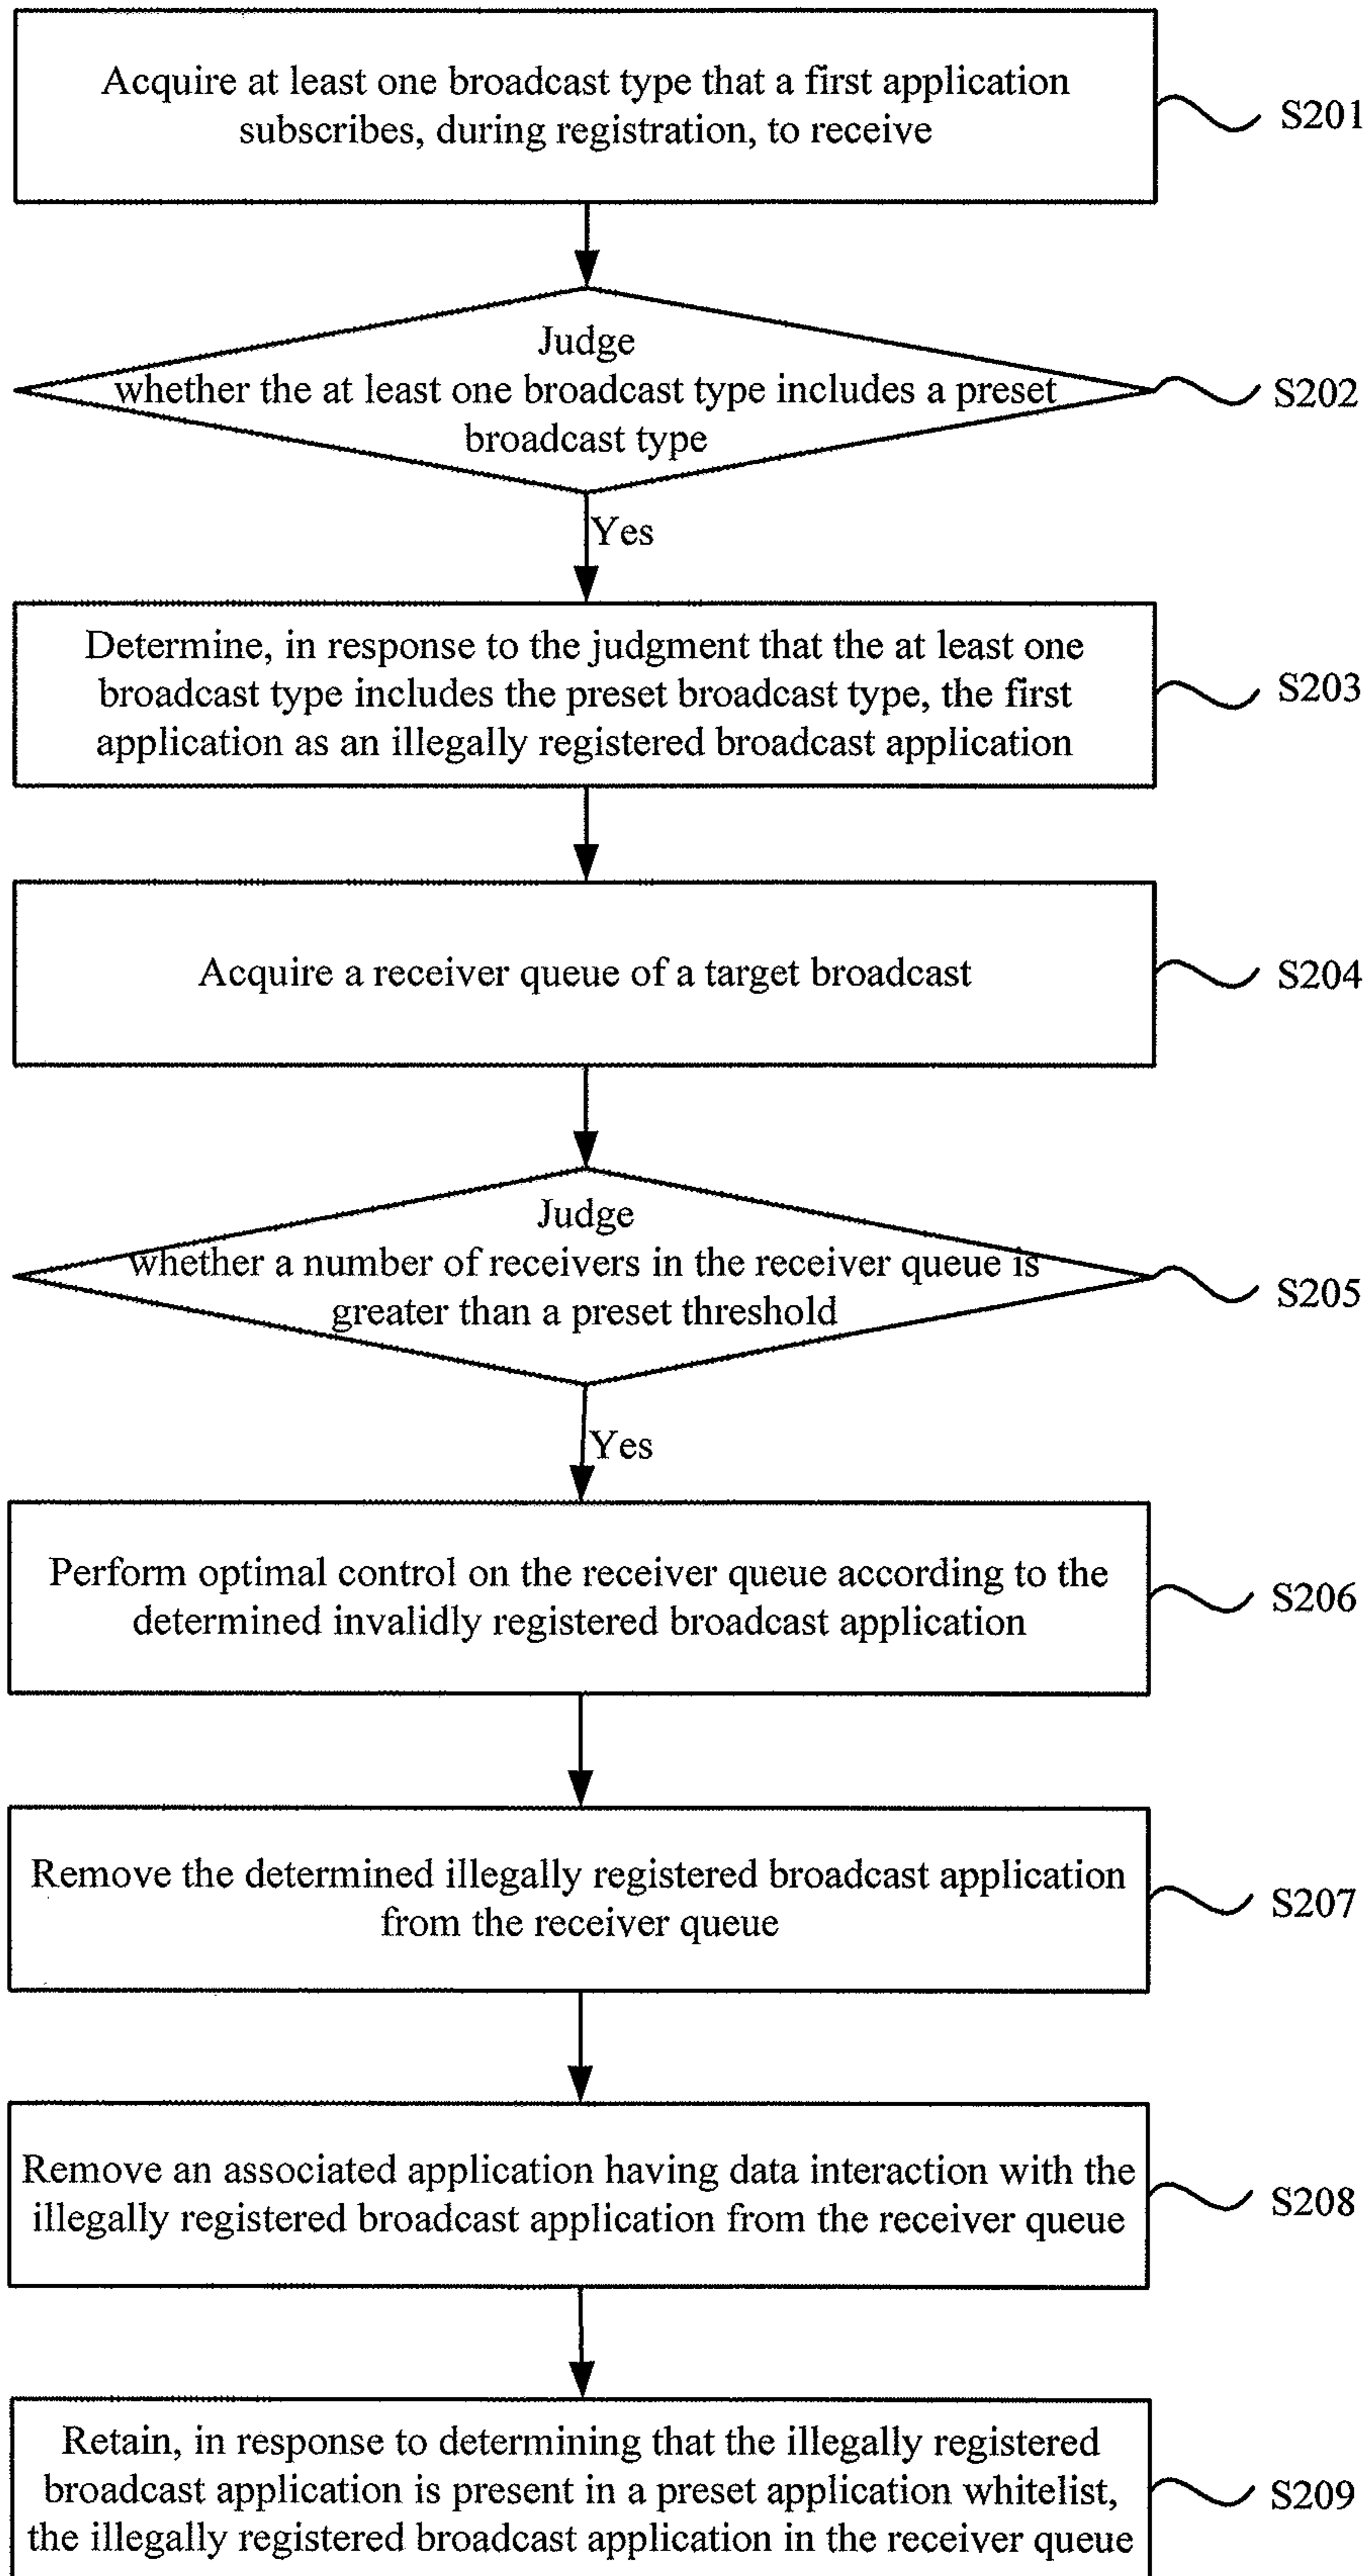 Acquire at least one broadcast type that a first application
subscribes, during registration, to receive
S201
Judge
whether the at least one broadcast type includes a preset
broadcast type
S202
Yes
Determine, in response to the judgment that the at least one
broadcast type includes the preset broadcast type, the first
application as an illegally registered broadcast application
S203
Acquire a receiver queue of a target broadcast
S204
Judge
whether a number of receivers in the receiver queue is
greater than a preset threshold
S205
Yes
Perform optimal control on the receiver queue according to the
determined invalidly registered broadcast application
S206
Remove the determined illegally registered broadcast application
from the receiver queue
S207
Remove an associated application having data interaction with the
illegally registered broadcast application from the receiver queue
S208
Retain, in response to determining that the illegally registered
broadcast application is present in a preset application whitelist,
the illegally registered broadcast application in the receiver queue
S209